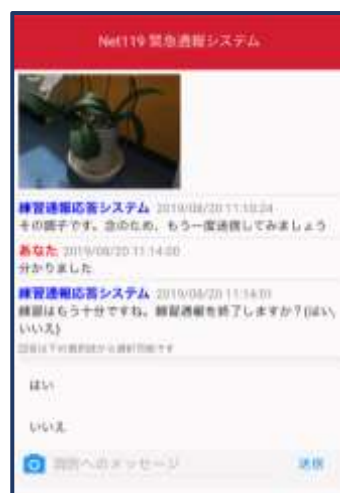 Net119 緊急通報システム
練習通報応答システム 2019/08/20 11:10:24
その調子です。念のため、もう一度送信してみましょう
あなた 2019/08/20 11:14:00
分かりました
練習通報応答システム 2019/08/20 11:14:01
練習はもう十分ですね。練習通報を終了しますか？(はい,
いいえ)
回答は下の選択肢から選択可能です
はい
いいえ
消防へのメッセージ
送信